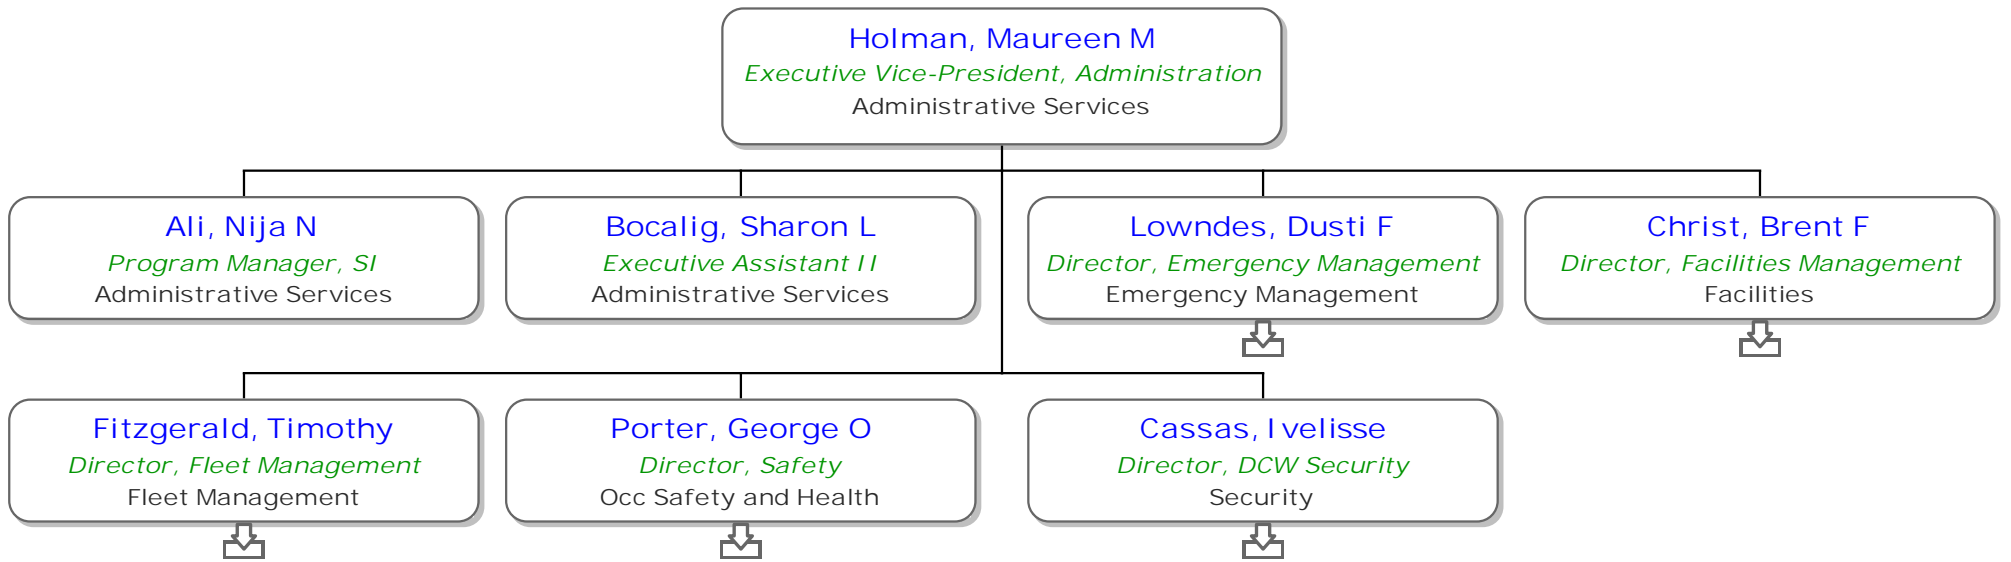 Holman, Maureen M
Executive Vice-President, Administration
Administrative Services
Ali, Nija N
Program Manager, SI
Administrative Services
Bocalig, Sharon L
Executive Assistant II
Administrative Services
Lowndes, Dusti F
Director, Emergency Management
Emergency Management
Christ, Brent F
Director, Facilities Management
Facilities
Fitzgerald, Timothy
Director, Fleet Management
Fleet Management
Porter, George O
Director, Safety
Occ Safety and Health
Cassas, Ivelisse
Director, DCW Security
Security